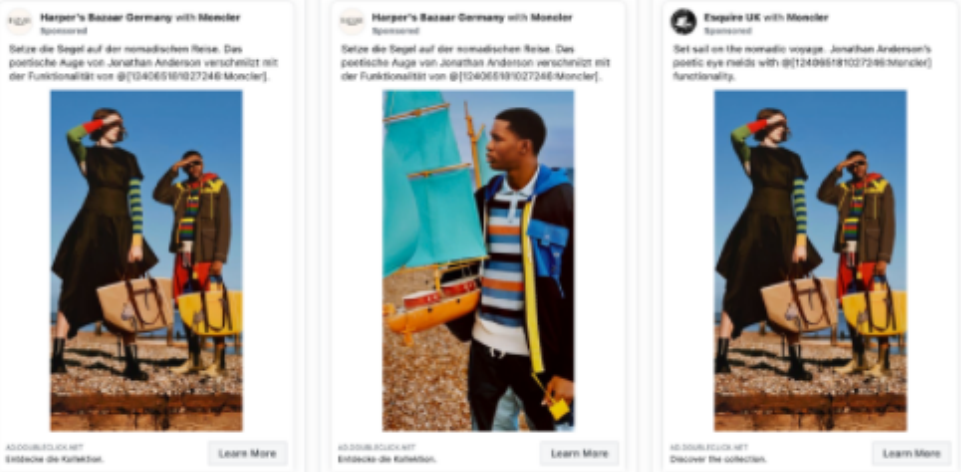 Harper's Bazaar Germany with Moncler
Sponsored
Setze die Segel auf der nomadischen Reise. Das
poetische Auge von Jonathan Anderson verschmilzt mit
der Funktionalität von @[124065181027246:Moncler].
AD.DOUBLECLICK.NET
Entdecke die Kollektion.
Learn More
Harper's Bazaar Germany with Moncler
Sponsored
Setze die Segel auf der nomadischen Reise. Das
poetische Auge von Jonathan Anderson verschmilzt mit
der Funktionalität von @[124065181027246:Moncler].
AD.DOUBLECLICK.NET
Entdecke die Kollektion.
Learn More
Esquire UK with Moncler
Sponsored
Set sail on the nomadic voyage. Jonathan Anderson's
poetic eye melds with @[124065181027246:Moncler]
functionality.
AD.DOUBLECLICK.NET
Discover the collection.
Learn More